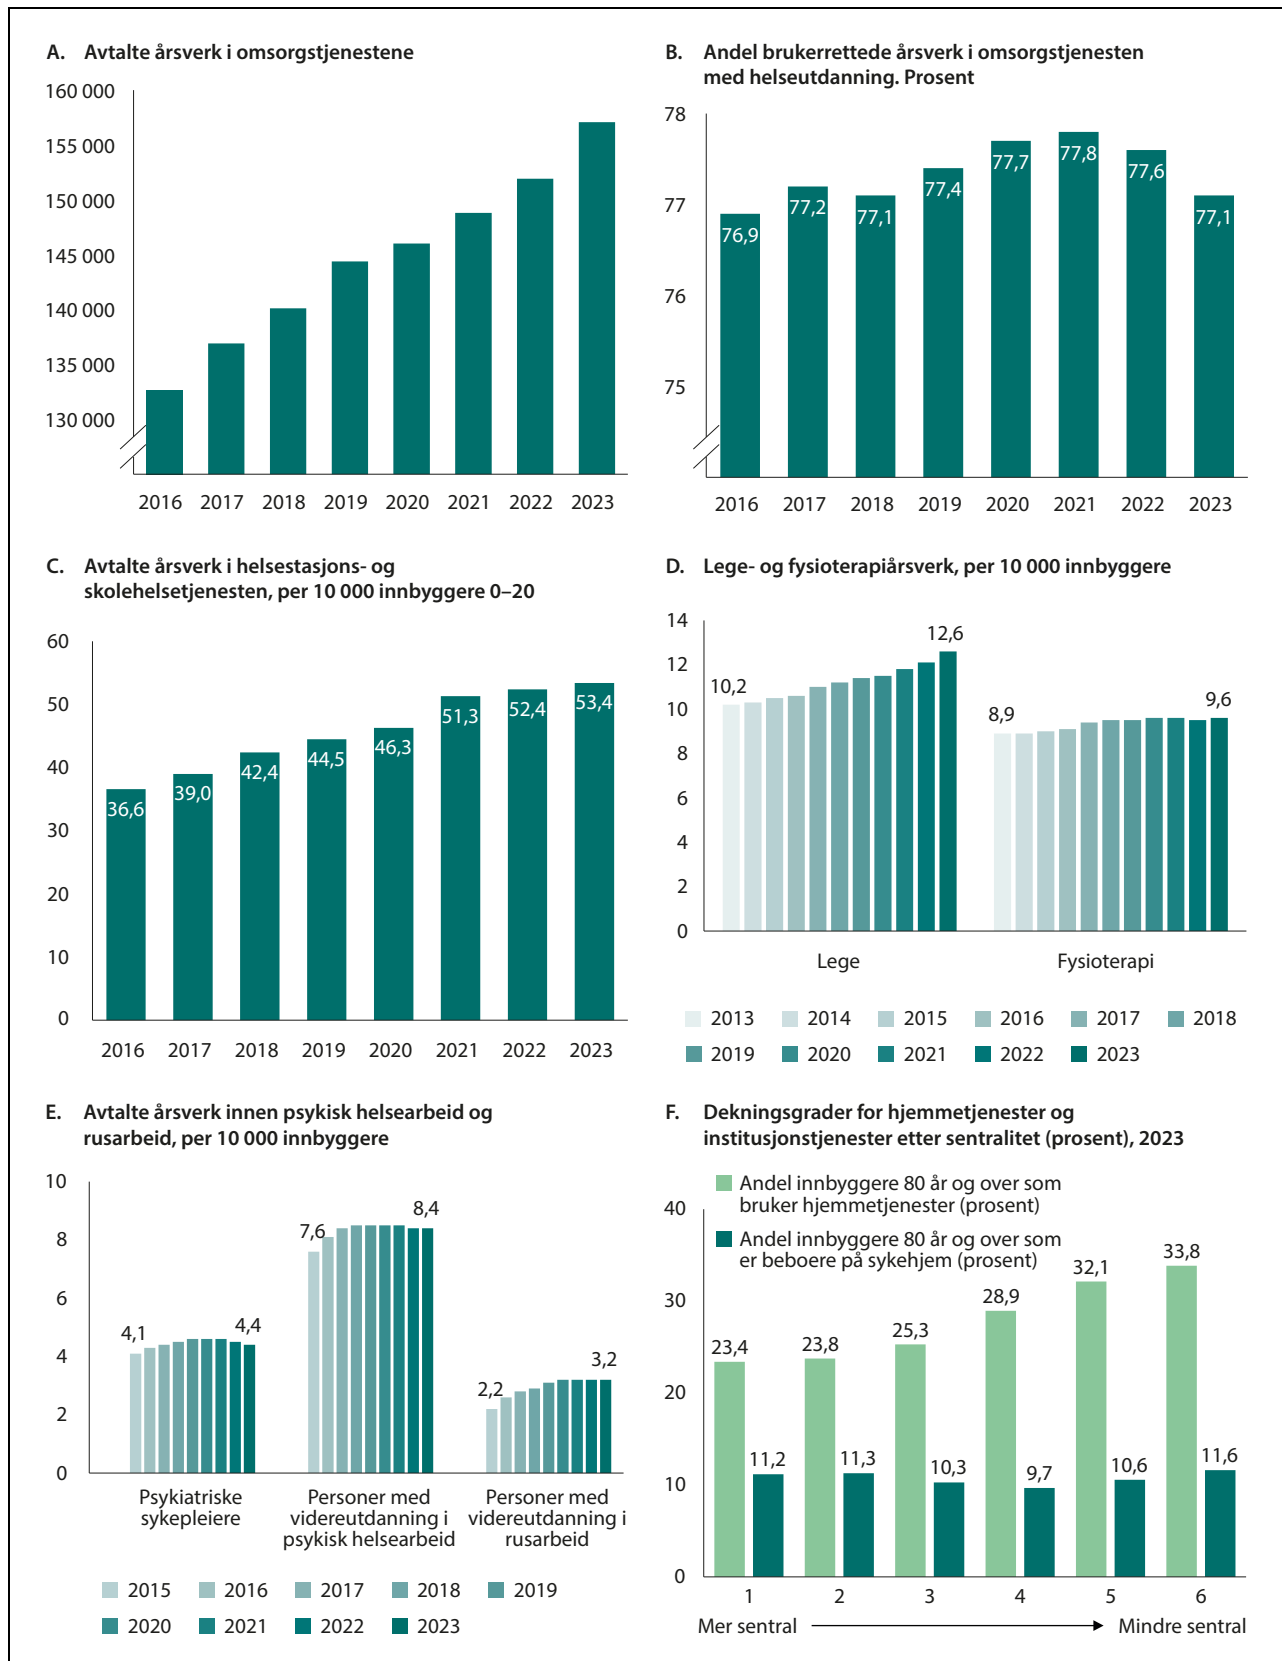 A. Avtalte årsverk i omsorgstjenestene
160 000
155 000
150 000
145 000
140 000
135 000
130 000
2016 2017 2018 2019 2020 2021 2022 2023
B. Andel brukerrettede årsverk i omsorgstjenesten
med helseutdanning. Prosent
78
77
76
75
76,9 77,2 77,1 77,4 77,7 77,8 77,6 77,1
2016 2017 2018 2019 2020 2021 2022 2023
C. Avtalte årsverk i helsestasjons- og
skolehelsetjenesten, per 10 000 innbyggere 0–20
60
50
40
30
20
10
0
36,6 39,0 42,4 44,5 46,3 51,3 52,4 53,4
2016 2017 2018 2019 2020 2021 2022 2023
D. Lege- og fysioterapiårsverk, per 10 000 innbyggere
14
12
10
8
6
4
2
0
10,2 12,6 8,9 9,6
Lege Fysioterapi
2013 2014 2015 2016 2017 2018
2019 2020 2021 2022 2023
E. Avtalte årsverk innen psykisk helsearbeid og
rusarbeid, per 10 000 innbyggere
10
8
6
4
2
0
4,1 4,4 7,6 8,4 2,2 3,2
Psykiatriske
sykepleiere
Personer med
videreutdanning i
psykisk helsearbeid
Personer med
videreutdanning i
rusarbeid
2015 2016 2017 2018 2019
2020 2021 2022 2023
F. Dekningsgrader for hjemmetjenester og
institusjonstjenester etter sentralitet (prosent), 2023
Andel innbyggere 80 år og over som
bruker hjemmetjenester (prosent)
Andel innbyggere 80 år og over som
er beboere på sykehjem (prosent)
40
30
20
10
0
23,4 23,8 25,3 28,9 32,1 33,8
11,2 11,3 10,3 9,7 10,6 11,6
1 2 3 4 5 6
Mer sentral Mindre sentral